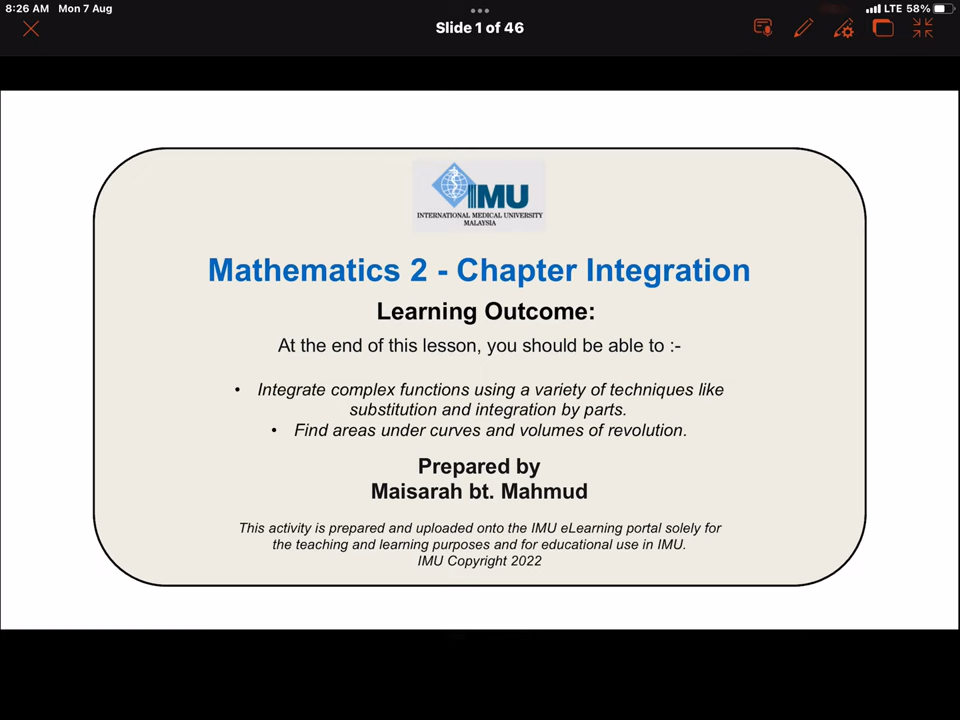 8:26 AM Mon 7 Aug
LTE 58%
Slide 1 of 46
IMU
INTERNATIONAL MEDICAL UNIVERSITY
MALAYSIA
Mathematics 2 - Chapter Integration
Learning Outcome:
At the end of this lesson, you should be able to :-
• Integrate complex functions using a variety of techniques like
substitution and integration by parts.
• Find areas under curves and volumes of revolution.
Prepared by
Maisarah bt. Mahmud
This activity is prepared and uploaded onto the IMU eLearning portal solely for
the teaching and learning purposes and for educational use in IMU.
IMU Copyright 2022